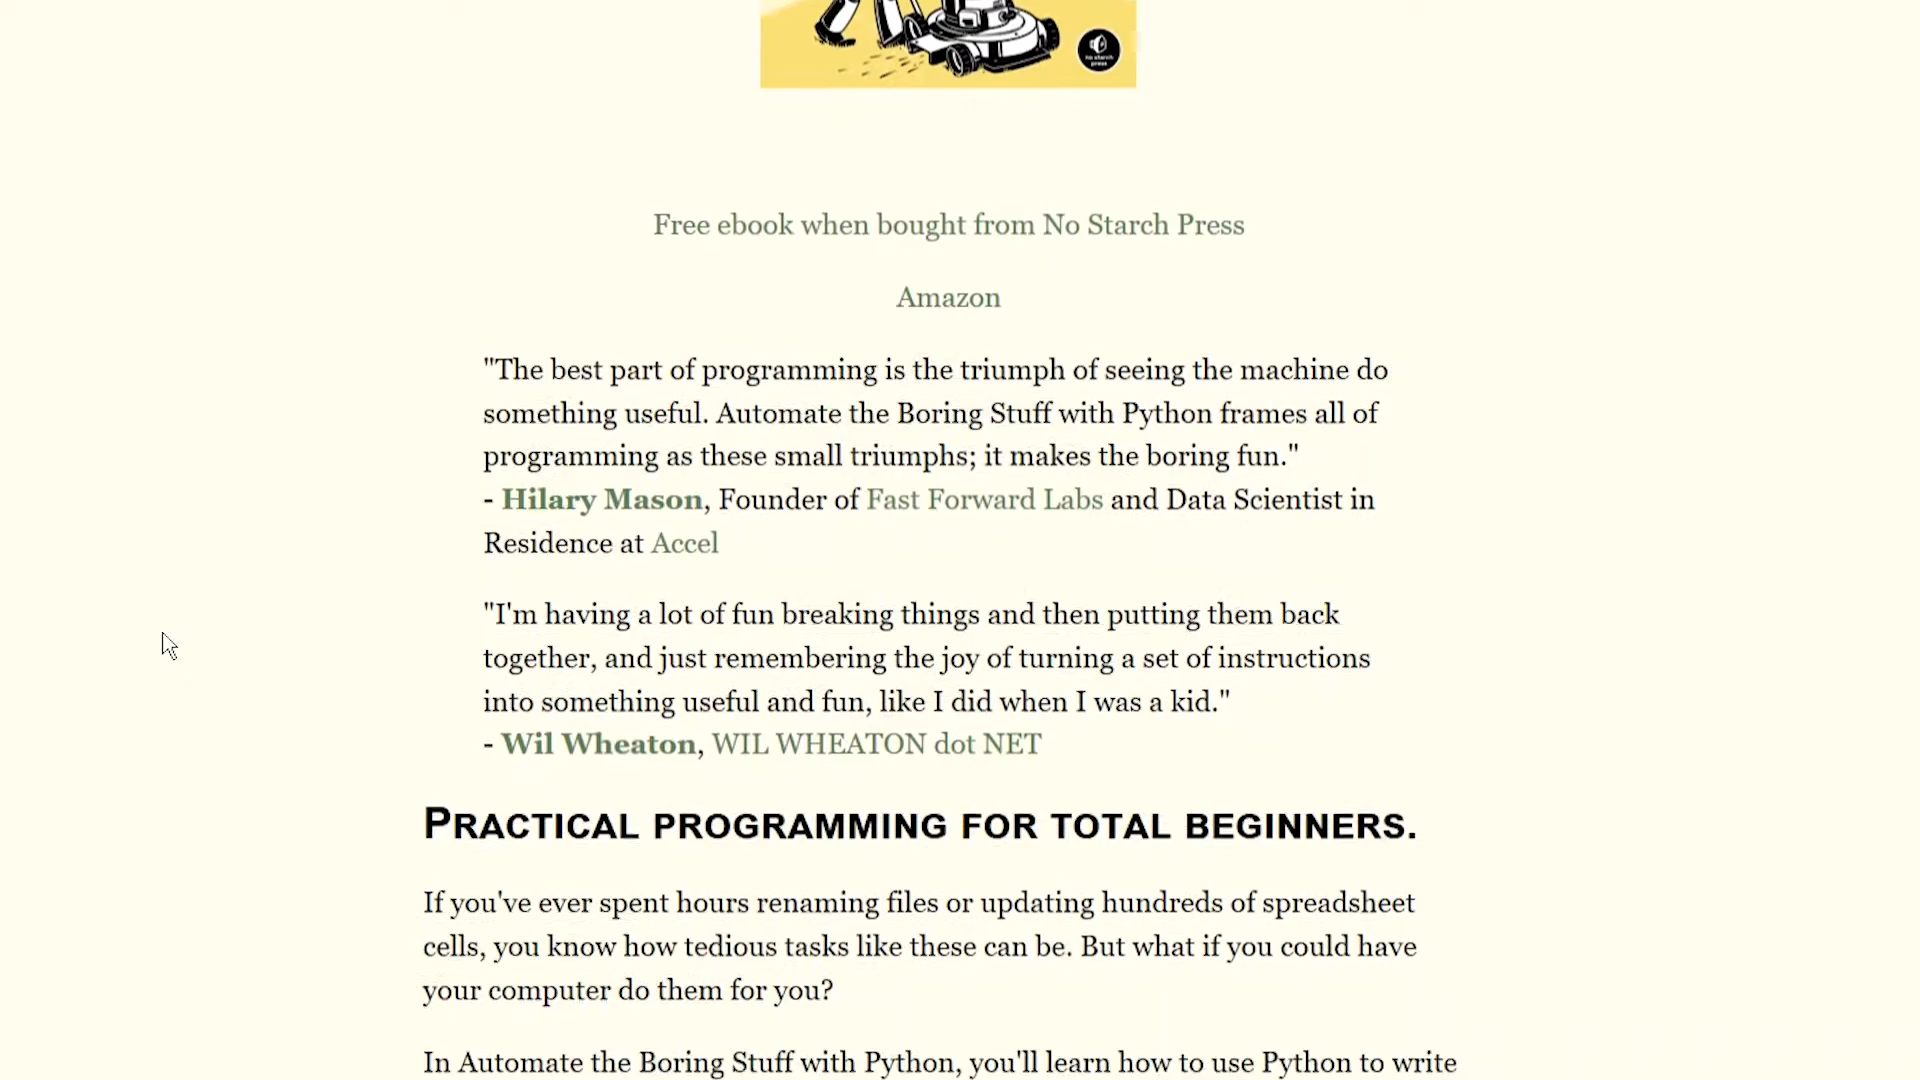 no starch
press
Free ebook when bought from No Starch Press
Amazon
"The best part of programming is the triumph of seeing the machine do
something useful. Automate the Boring Stuff with Python frames all of
programming as these small triumphs; it makes the boring fun."
- Hilary Mason, Founder of Fast Forward Labs and Data Scientist in
Residence at Accel
"I'm having a lot of fun breaking things and then putting them back
together, and just remembering the joy of turning a set of instructions
into something useful and fun, like I did when I was a kid."
- Wil Wheaton, WIL WHEATON dot NET
PRACTICAL PROGRAMMING FOR TOTAL BEGINNERS.
If you've ever spent hours renaming files or updating hundreds of spreadsheet
cells, you know how tedious tasks like these can be. But what if you could have
your computer do them for you?
In Automate the Boring Stuff with Python, you'll learn how to use Python to write